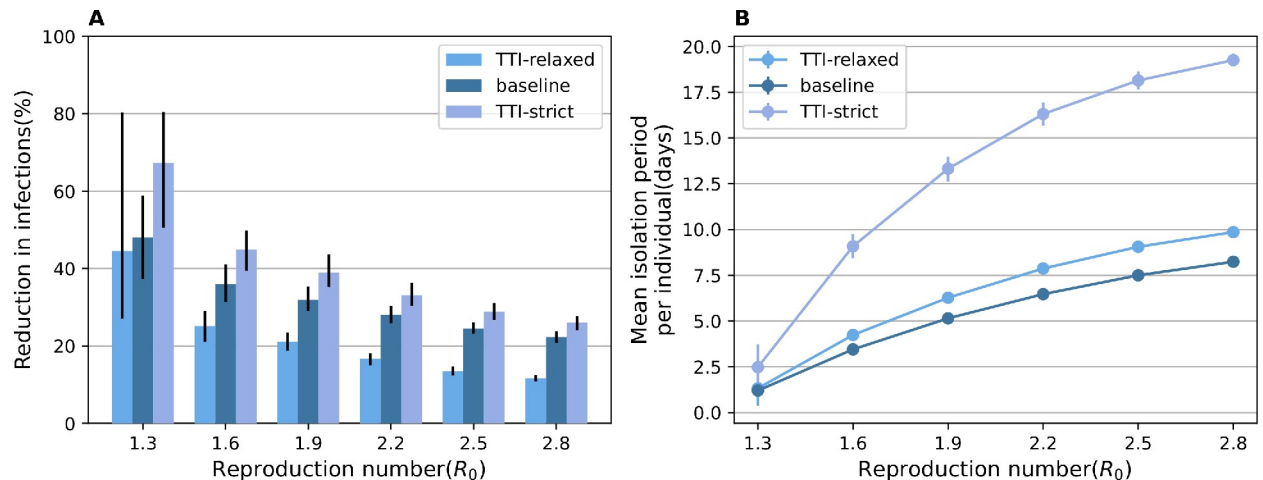 A
Reduction in infections(%)
100
80
60
40
20
0
TTI-relaxed
baseline
TTI-strict
1.3 1.6 1.9 2.2 2.5 2.8
Reproduction number(R₀)
B
Mean isolation period
per individual(days)
20.0
17.5
15.0
12.5
10.0
7.5
5.0
2.5
0.0
TTI-relaxed
baseline
TTI-strict
1.3 1.6 1.9 2.2 2.5 2.8
Reproduction number(R₀)